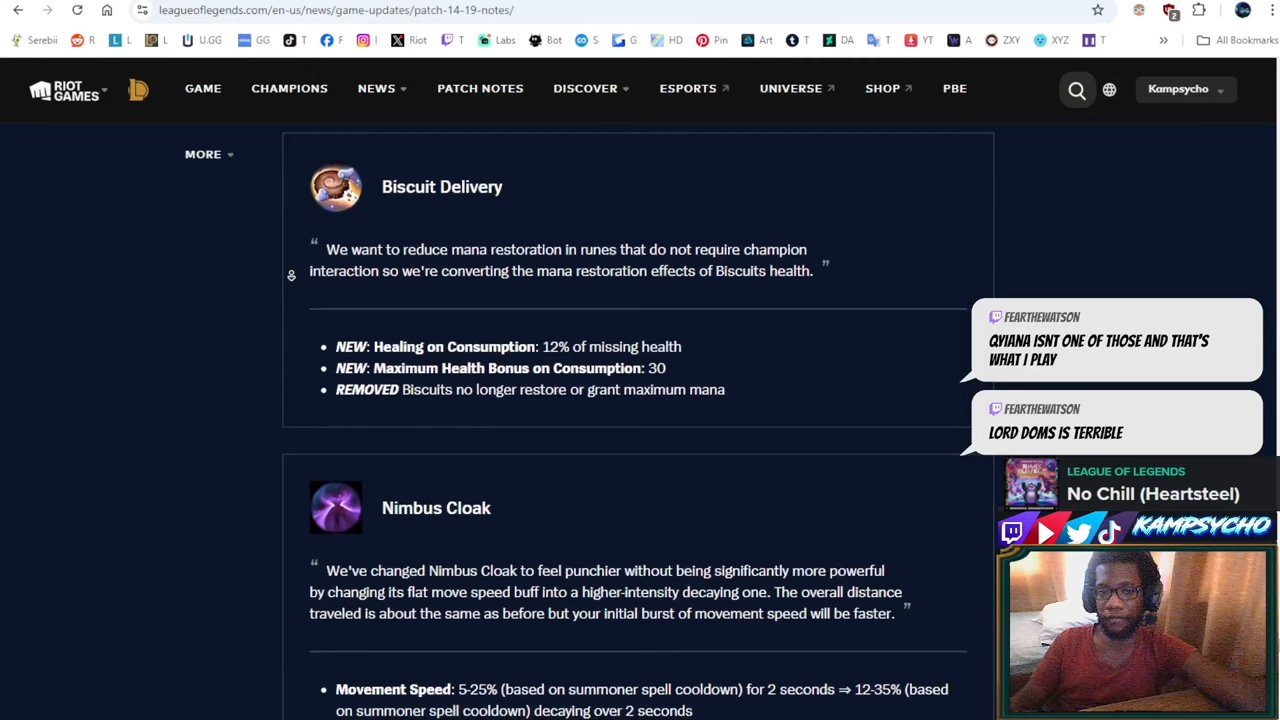 leagueoflegends.com/en-us/news/game-updates/patch-14-19-notes/
2
Serebii R L L U.GG GG T F I Riot T Labs Bot S G HD Pin Art T DA T YT A ZXY XYZ T » All Bookmarks
RIOT GAMES GAME CHAMPIONS NEWS PATCH NOTES DISCOVER ESPORTS UNIVERSE SHOP PBE Kampsycho
MORE
Biscuit Delivery
“ We want to reduce mana restoration in runes that do not require champion
interaction so we're converting the mana restoration effects of Biscuits health. ”
• NEW: Healing on Consumption: 12% of missing health
• NEW: Maximum Health Bonus on Consumption: 30
• REMOVED Biscuits no longer restore or grant maximum mana
Nimbus Cloak
“ We've changed Nimbus Cloak to feel punchier without being significantly more powerful
by changing its flat move speed buff into a higher-intensity decaying one. The overall distance
traveled is about the same as before but your initial burst of movement speed will be faster. ”
• Movement Speed: 5-25% (based on summoner spell cooldown) for 2 seconds ⇒ 12-35% (based
on summoner spell cooldown) decaying over 2 seconds
FEARTHEWATSON
QYIANA ISNT ONE OF THOSE AND THAT'S
WHAT I PLAY
FEARTHEWATSON
LORD DOMS IS TERRIBLE
LEAGUE OF LEGENDS
No Chill (Heartsteel)
KAMPSYCHO